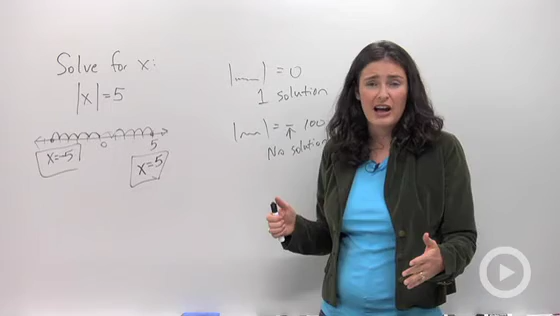 Solve for x:
|x|=5
0
5
x=-5
x=5
|~~~|=0
1 solution
|~~~|= -100
No solution